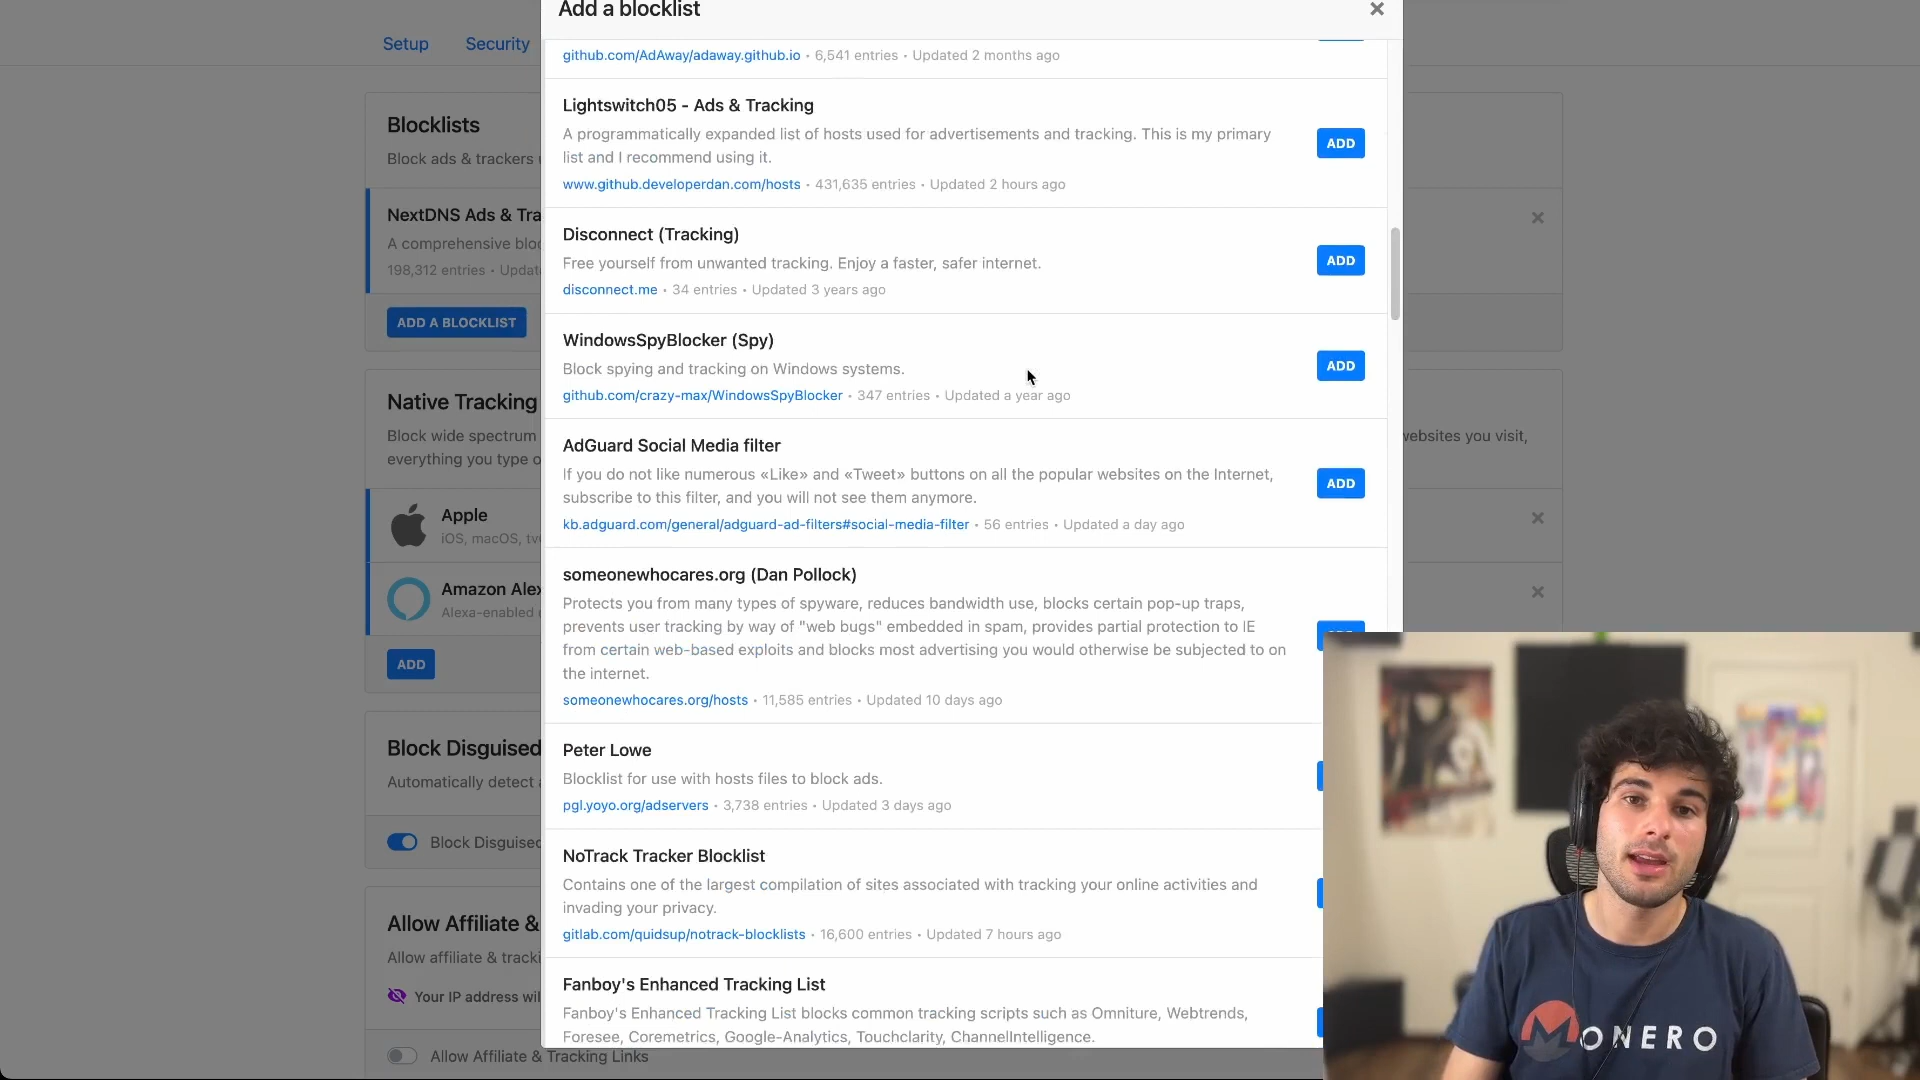 Setup
Security
Blocklists
Block ads & trackers
NextDNS Ads & Tra
A comprehensive bloc
198,312 entries •
ADD A BLOCKLIST
Native Tracking
Block wide spectrum
everything you type o
websites you visit,
Apple
iOS, macOS,
Amazon Alex
Alexa-enabled
ADD
Block Disguised
Automatically detect
Block Disguised
Allow Affiliate &
Allow affiliate & tracki
Your IP address wil
Allow Affiliate & Tracking Links
Add a blocklist
github.com/AdAway/adaway.github.io • 6,541 entries • Updated 2 months ago
Lightswitch05 - Ads & Tracking
A programmatically expanded list of hosts used for advertisements and tracking. This is my primary
list and I recommend using it.
www.github.developerdan.com/hosts • 431,635 entries • Updated 2 hours ago
ADD
Disconnect (Tracking)
Free yourself from unwanted tracking. Enjoy a faster, safer internet.
disconnect.me • 34 entries • Updated 3 years ago
ADD
WindowsSpyBlocker (Spy)
Block spying and tracking on Windows systems.
github.com/crazy-max/WindowsSpyBlocker • 347 entries • Updated a year ago
ADD
AdGuard Social Media filter
If you do not like numerous «Like» and «Tweet» buttons on all the popular websites on the Internet,
subscribe to this filter, and you will not see them anymore.
kb.adguard.com/general/adguard-ad-filters#social-media-filter • 56 entries • Updated a day ago
ADD
someonewhocares.org (Dan Pollock)
Protects you from many types of spyware, reduces bandwidth use, blocks certain pop-up traps,
prevents user tracking by way of "web bugs" embedded in spam, provides partial protection to IE
from certain web-based exploits and blocks most advertising you would otherwise be subjected to on
the internet.
someonewhocares.org/hosts • 11,585 entries • Updated 10 days ago
Peter Lowe
Blocklist for use with hosts files to block ads.
pgl.yoyo.org/adservers • 3,738 entries • Updated 3 days ago
NoTrack Tracker Blocklist
Contains one of the largest compilation of sites associated with tracking your online activities and
invading your privacy.
gitlab.com/quidsup/notrack-blocklists • 16,600 entries • Updated 7 hours ago
Fanboy's Enhanced Tracking List
Fanboy's Enhanced Tracking List blocks common tracking scripts such as Omniture, Webtrends,
Foresee, Coremetrics, Google-Analytics, Touchclarity, ChannelIntelligence.
MONERO